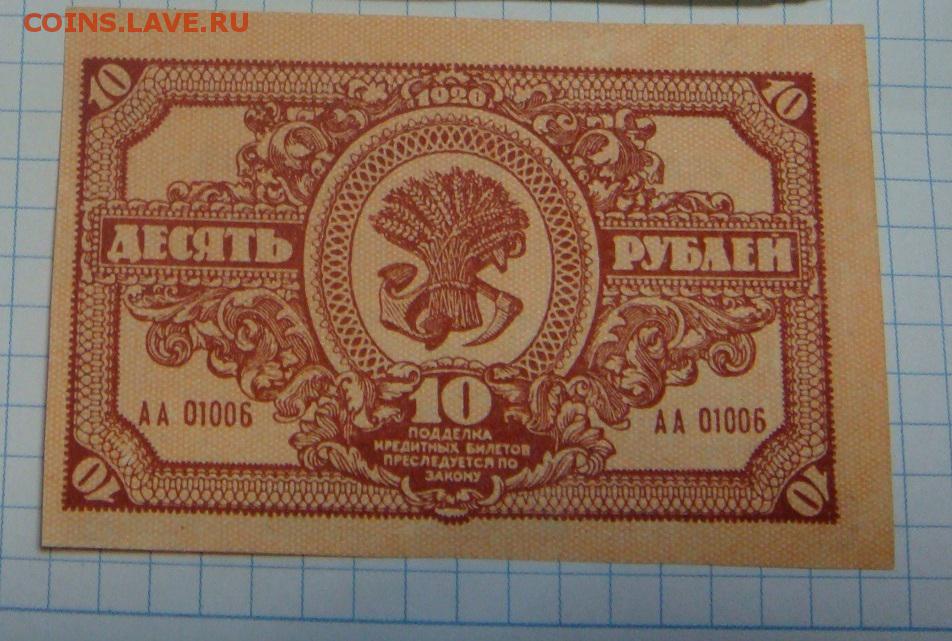 COINS.LAVE.RU
10 1920 10
ДЕСЯТЬ РУБЛЕЙ
АА 01006 10 АА 01006
ПОДДЕЛКА
КРЕДИТНЫХ БИЛЕТОВ
ПРЕСЛЕДУЕТСЯ ПО
ЗАКОНУ
10 10